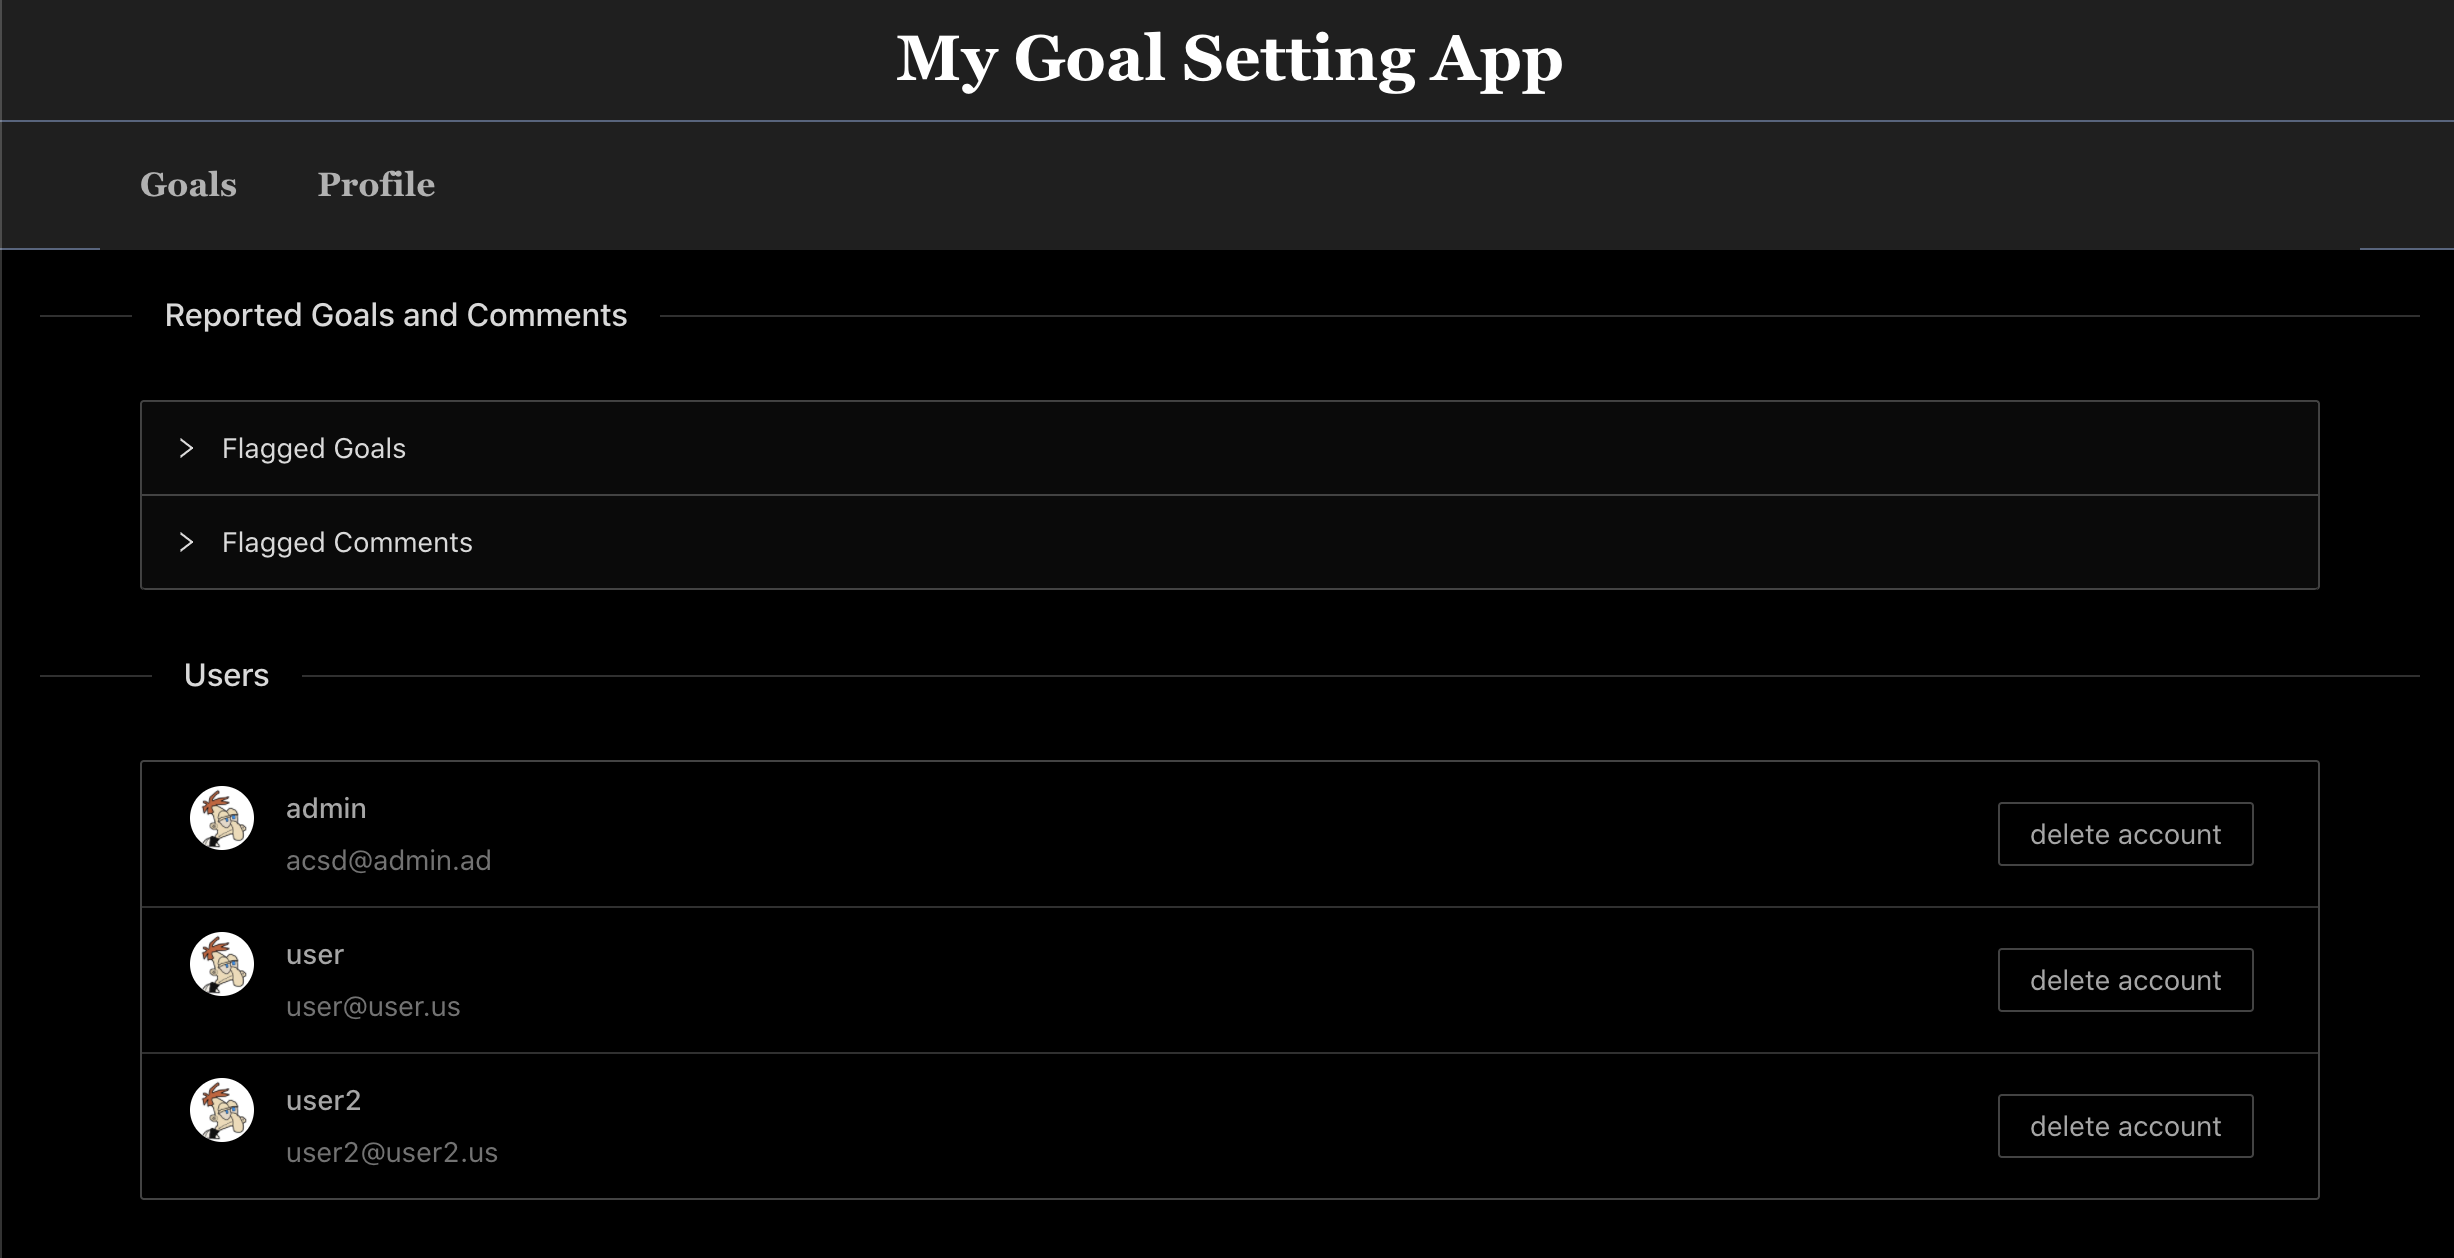 My Goal Setting App
Goals Profile
Reported Goals and Comments
Flagged Goals
Flagged Comments
Users
admin
acsd@admin.ad
delete account
user
user@user.us
delete account
user2
user2@user2.us
delete account